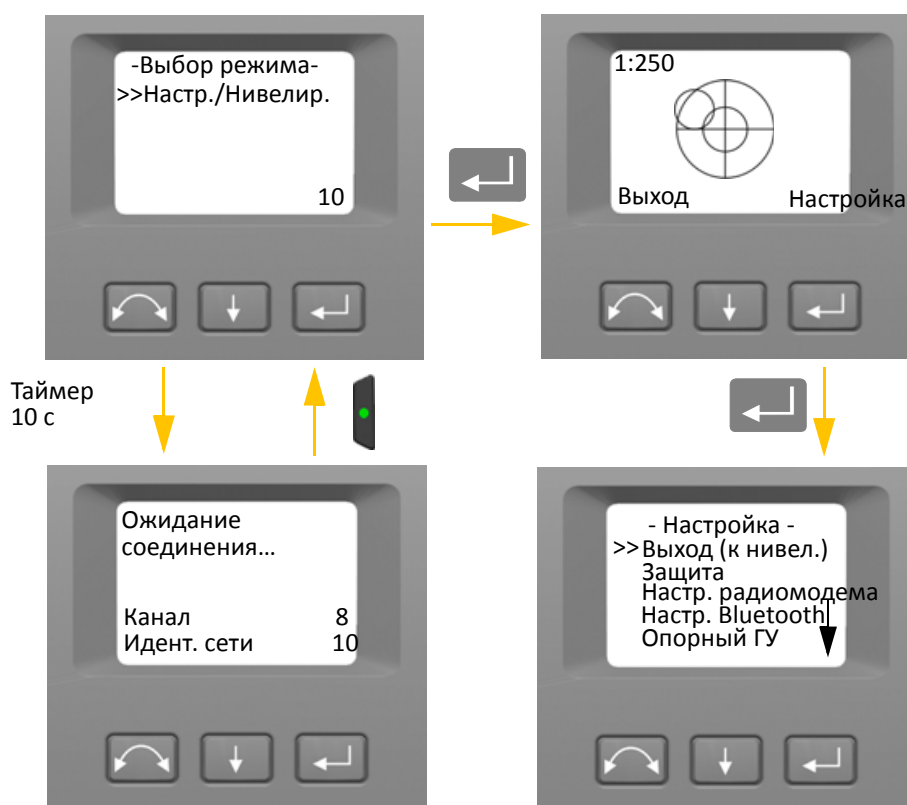 -Выбор режима-
>>Настр./Нивелир.
10
1:250
Выход Настройка
Таймер
10 с
Ожидание
соединения...
Канал 8
Идент. сети 10
- Настройка -
>>Выход (к нивел.)
Защита
Настр. радиомодема
Настр. Bluetooth
Опорный ГУ